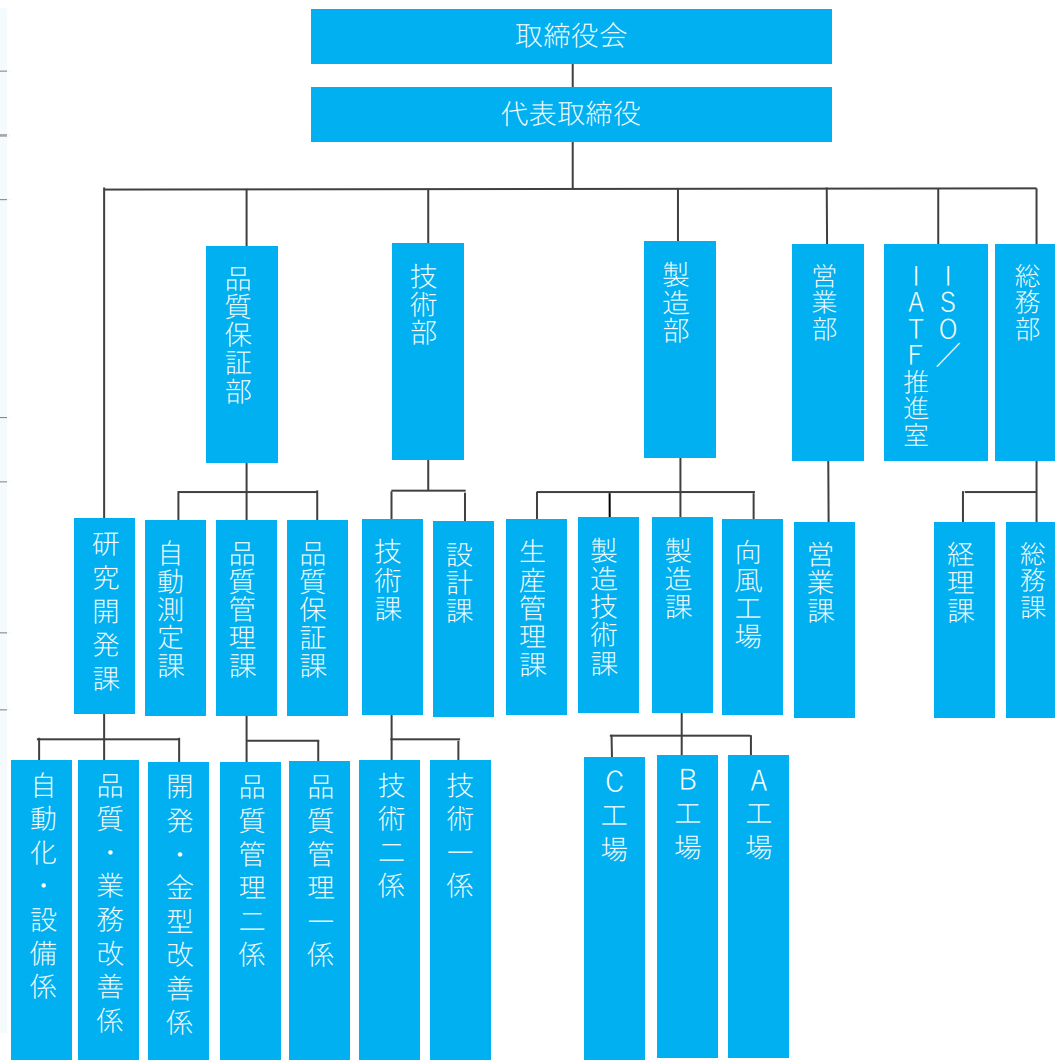 取締役会
代表取締役
総務部
ISO／
IATF推進室
営業部
製造部
技術部
品質保証部
総務課
経理課
営業課
向風工場
製造課
製造技術課
生産管理課
設計課
技術課
品質保証課
品質管理課
自動測定課
研究開発課
A工場
B工場
C工場
技術一係
技術二係
品質管理一係
品質管理二係
開発・金型改善係
品質・業務改善係
自動化・設備係